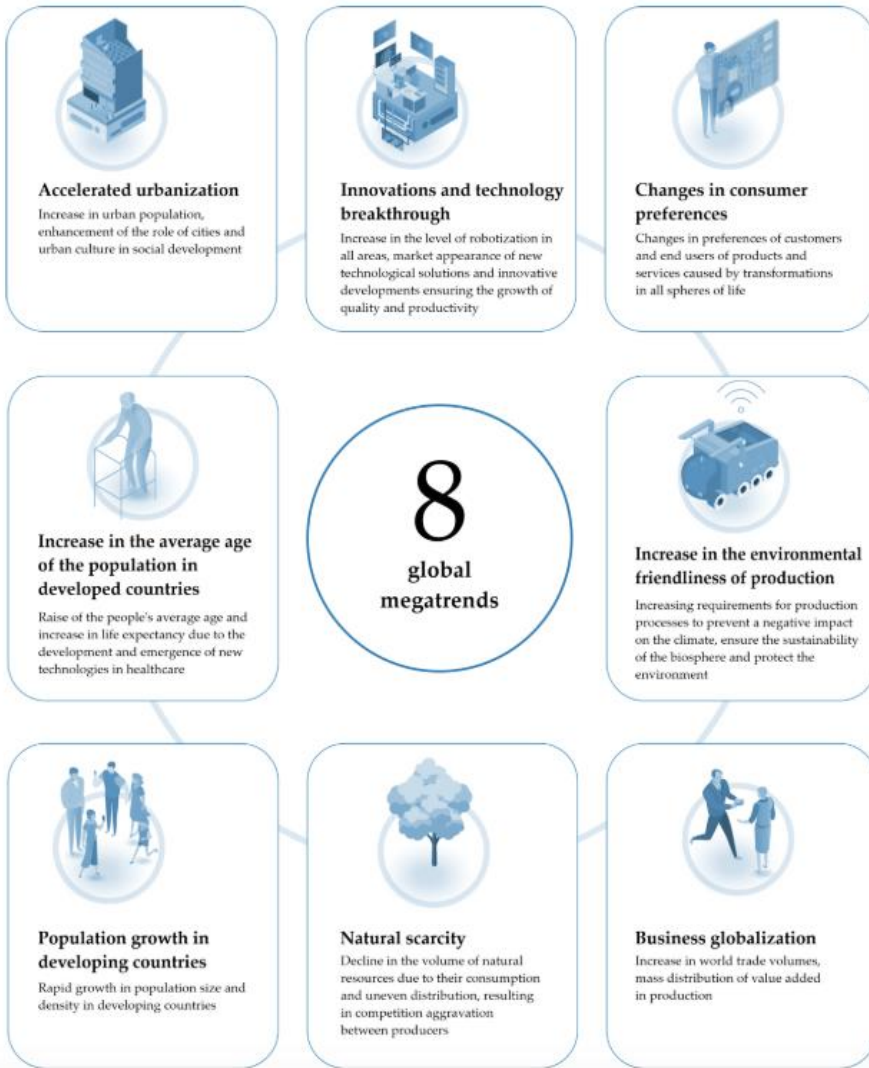 Accelerated urbanization
Increase in urban population,
enhancement of the role of cities and
urban culture in social development
Innovations and technology
breakthrough
Increase in the level of robotization in
all areas, market appearance of new
technological solutions and innovative
developments ensuring the growth of
quality and productivity
Changes in consumer
preferences
Changes in preferences of customers
and end users of products and
services caused by transformations
in all spheres of life
Increase in the average age
of the population in
developed countries
Raise of the people's average age and
increase in life expectancy due to the
development and emergence of new
technologies in healthcare
8
global
megatrends
Increase in the environmental
friendliness of production
Increasing requirements for production
processes to prevent a negative impact
on the climate, ensure the sustainability
of the biosphere and protect the
environment
Population growth in
developing countries
Rapid growth in population size and
density in developing countries
Natural scarcity
Decline in the volume of natural
resources due to their consumption
and uneven distribution, resulting
in competition aggravation
between producers
Business globalization
Increase in world trade volumes,
mass distribution of value added
in production